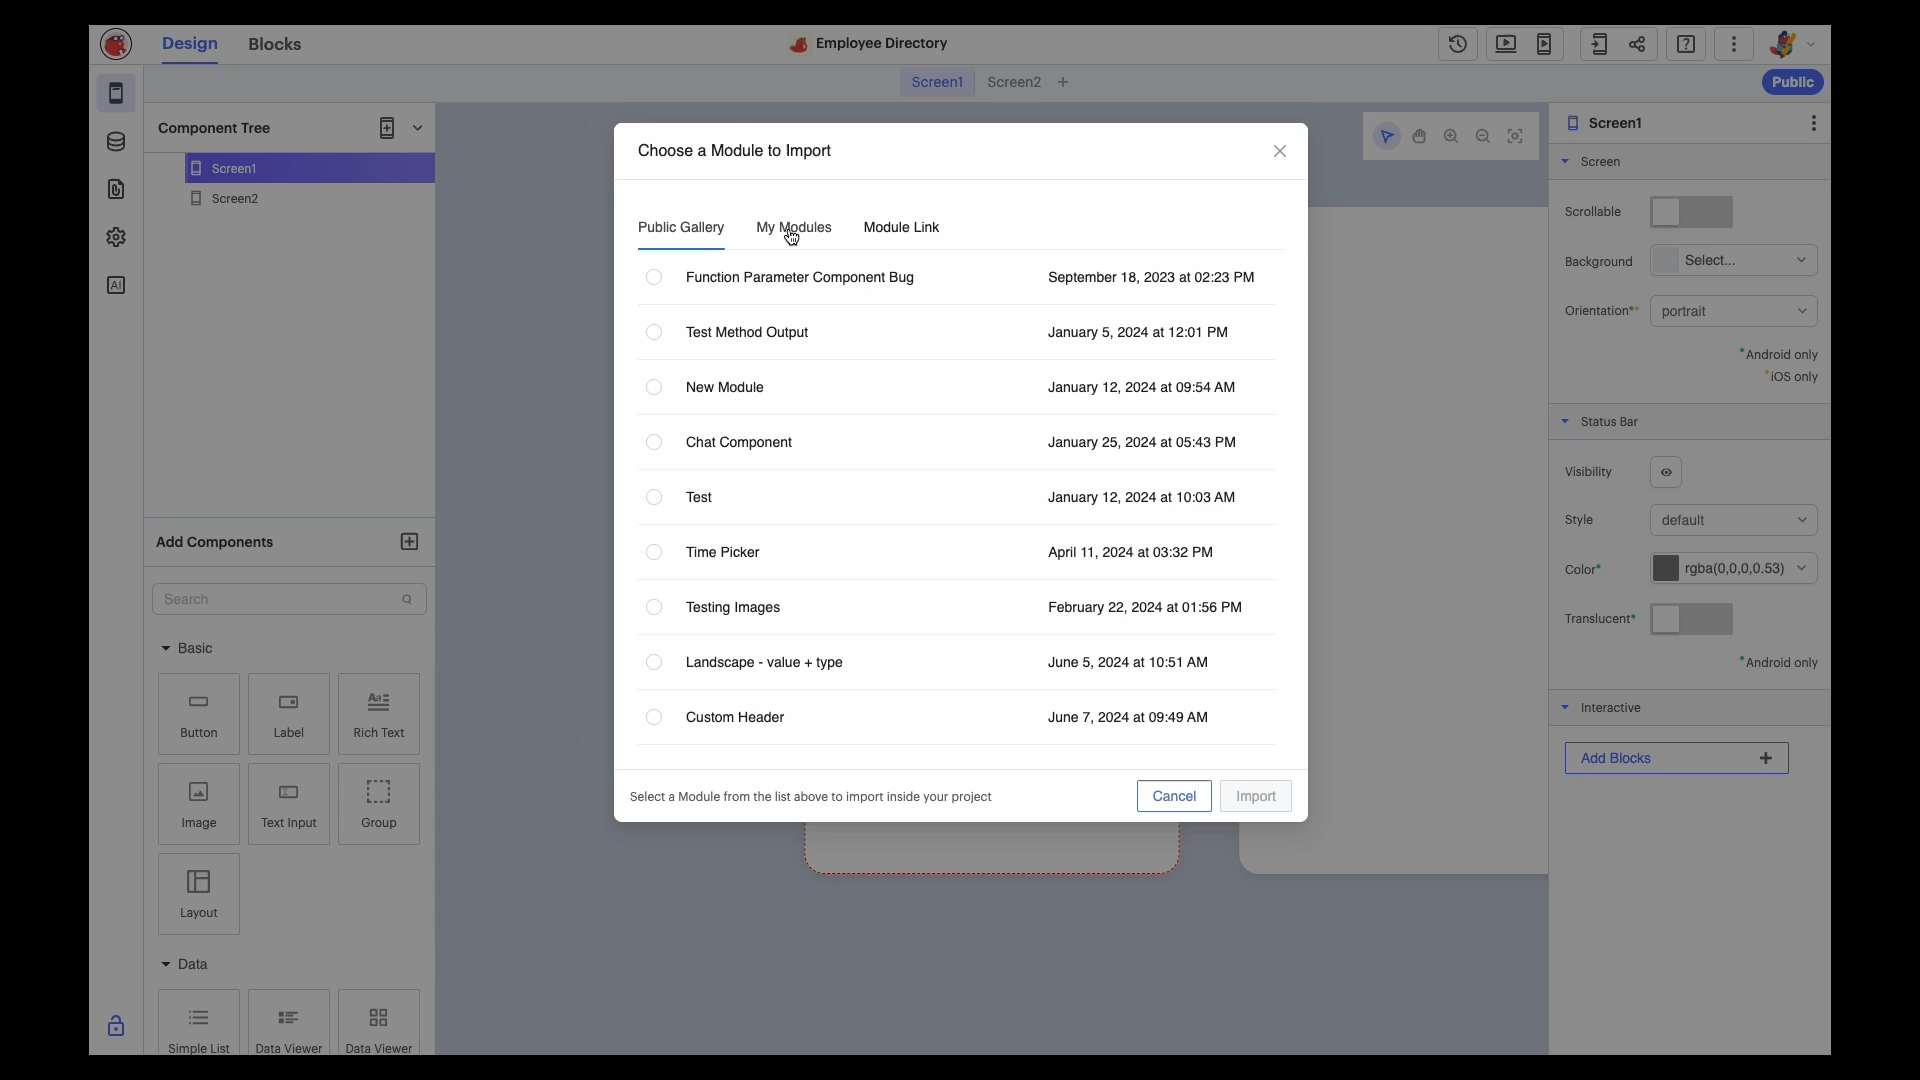 Design
Blocks
Employee Directory
Screen1
Screen2
Public
Component Tree
Screen1
Screen2
Add Components
Search
Basic
Button
Label
Rich Text
Image
Text Input
Group
Layout
Data
Simple List
Data Viewer
Data Viewer
AI
Choose a Module to Import
Public Gallery
My Modules
Module Link
Function Parameter Component Bug September 18, 2023 at 02:23 PM
Test Method Output January 5, 2024 at 12:01 PM
New Module January 12, 2024 at 09:54 AM
Chat Component January 25, 2024 at 05:43 PM
Test January 12, 2024 at 10:03 AM
Time Picker April 11, 2024 at 03:32 PM
Testing Images February 22, 2024 at 01:56 PM
Landscape - value + type June 5, 2024 at 10:51 AM
Custom Header June 7, 2024 at 09:49 AM
Select a Module from the list above to import inside your project
Cancel
Import
Screen1
Screen
Scrollable
Background Select...
Orientation** portrait
*Android only
*iOS only
Status Bar
Visibility
Style default
Color* rgba(0,0,0,0.53)
Translucent*
*Android only
Interactive
Add Blocks +